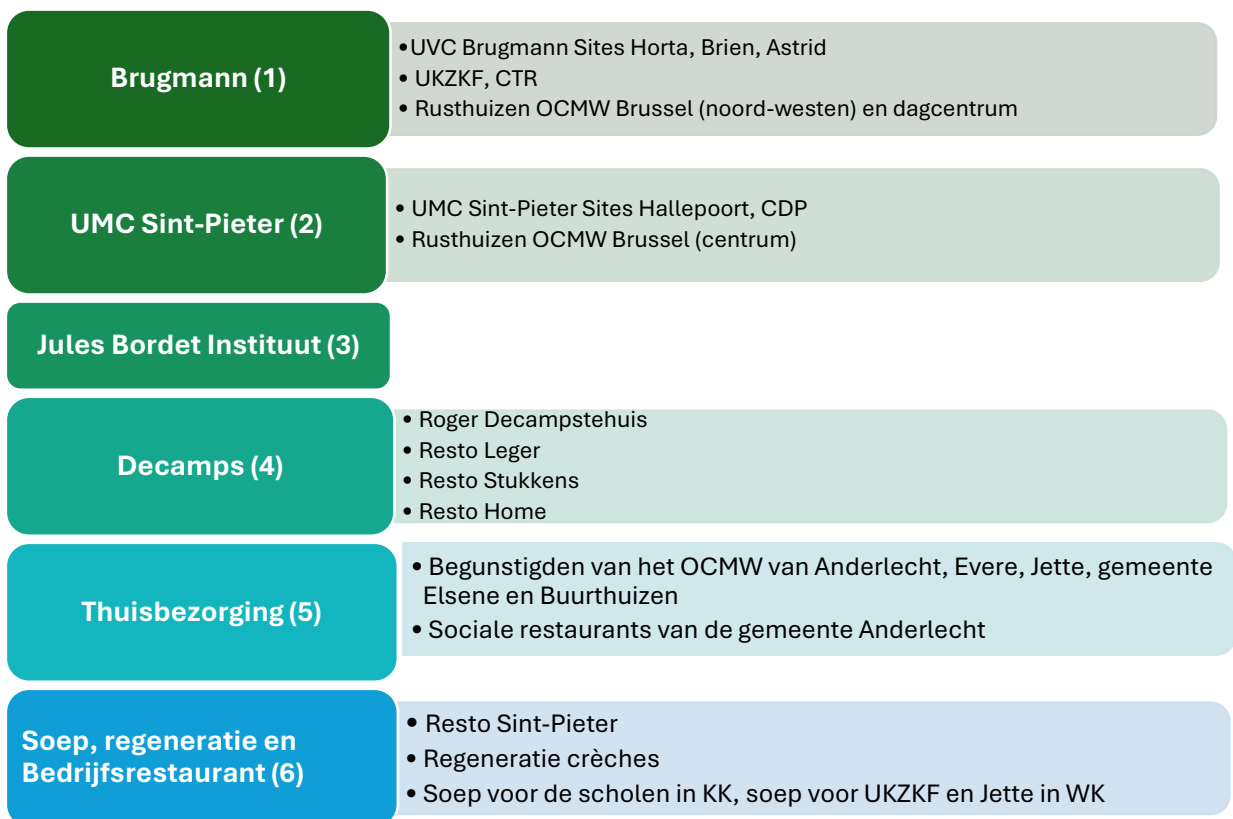 Brugmann (1)
•UVC Brugmann Sites Horta, Brien, Astrid
• UKZKF, CTR
• Rusthuizen OCMW Brussel (noord-westen) en dagcentrum
UMC Sint-Pieter (2)
• UMC Sint-Pieter Sites Hallepoort, CDP
• Rusthuizen OCMW Brussel (centrum)
Jules Bordet Instituut (3)
Decamps (4)
• Roger Decampstehuis
• Resto Leger
• Resto Stukkens
• Resto Home
Thuisbezorging (5)
• Begunstigden van het OCMW van Anderlecht, Evere, Jette, gemeente
Elsene en Buurthuizen
• Sociale restaurants van de gemeente Anderlecht
Soep, regeneratie en
Bedrijfsrestaurant (6)
• Resto Sint-Pieter
• Regeneratie crèches
• Soep voor de scholen in KK, soep voor UKZKF en Jette in WK